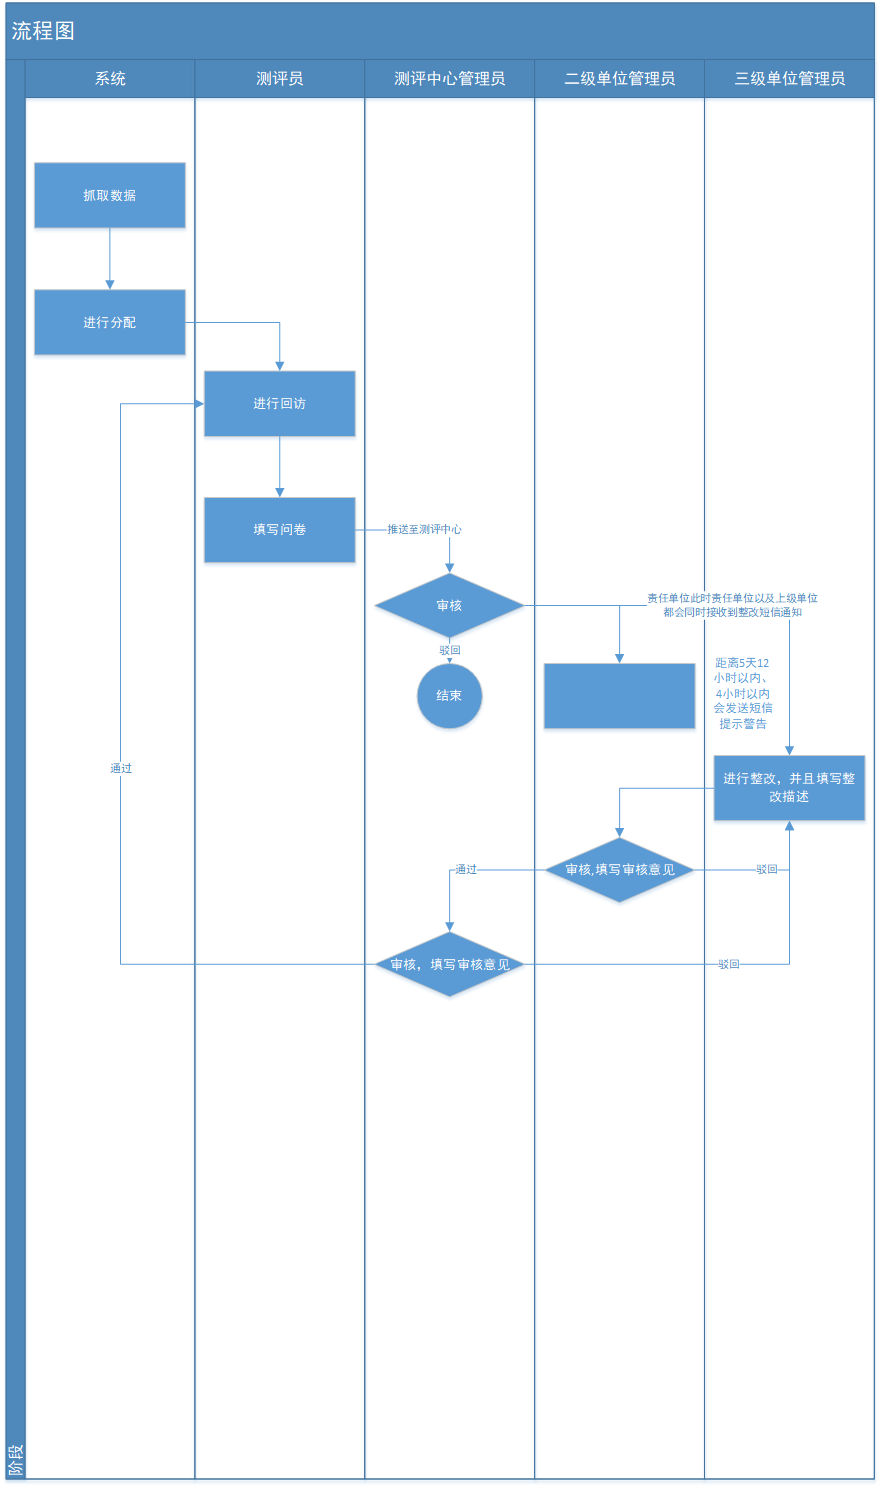 流程图
系统
测评员
测评中心管理员
二级单位管理员
三级单位管理员
抓取数据
进行分配
进行回访
填写问卷
推送至测评中心
审核
责任单位此时责任单位以及上级单位
都会同时接收到整改短信通知
驳回
结束
距离5天12
小时以内、
4小时以内
会发送短信
提示警告
通过
进行整改，并且填写整
改描述
通过
审核,填写审核意见
驳回
审核，填写审核意见
驳回
阶段